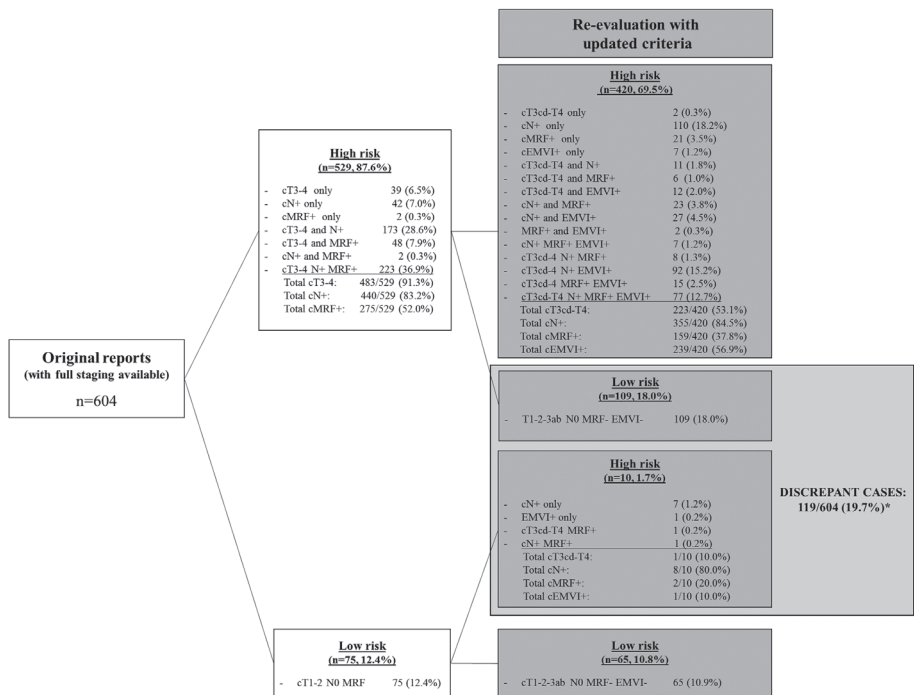 Original reports
(with full staging available)
n=604
High risk
(n=529, 87.6%)
- cT3-4 only 39 (6.5%)
- cN+ only 42 (7.0%)
- cMRF+ only 2 (0.3%)
- cT3-4 and N+ 173 (28.6%)
- cT3-4 and MRF+ 48 (7.9%)
- cN+ and MRF+ 2 (0.3%)
- cT3-4 N+ MRF+ 223 (36.9%)
Total cT3-4: 483/529 (91.3%)
Total cN+: 440/529 (83.2%)
Total cMRF+: 275/529 (52.0%)
Low risk
(n=75, 12.4%)
- cT1-2 N0 MRF 75 (12.4%)
Re-evaluation with
updated criteria
High risk
(n=420, 69.5%)
- cT3cd-T4 only 2 (0.3%)
- cN+ only 110 (18.2%)
- cMRF+ only 21 (3.5%)
- cEMVI+ only 7 (1.2%)
- cT3cd-T4 and N+ 11 (1.8%)
- cT3cd-T4 and MRF+ 6 (1.0%)
- cT3cd-T4 and EMVI+ 12 (2.0%)
- cN+ and MRF+ 23 (3.8%)
- cN+ and EMVI+ 27 (4.5%)
- MRF+ and EMVI+ 2 (0.3%)
- cN+ MRF+ EMVI+ 7 (1.2%)
- cT3cd-4 N+ MRF+ 8 (1.3%)
- cT3cd-4 N+ EMVI+ 92 (15.2%)
- cT3cd-4 MRF+ EMVI+ 15 (2.5%)
- cT3cd-T4 N+ MRF+ EMVI+ 77 (12.7%)
Total cT3cd-T4: 223/420 (53.1%)
Total cN+: 355/420 (84.5%)
Total cMRF+: 159/420 (37.8%)
Total cEMVI+: 239/420 (56.9%)
Low risk
(n=109, 18.0%)
- T1-2-3ab N0 MRF- EMVI- 109 (18.0%)
High risk
(n=10, 1.7%)
- cN+ only 7 (1.2%)
- EMVI+ only 1 (0.2%)
- cT3cd-T4 MRF+ 1 (0.2%)
- cN+ MRF+ 1 (0.2%)
Total cT3cd-T4: 1/10 (10.0%)
Total cN+: 8/10 (80.0%)
Total cMRF+: 2/10 (20.0%)
Total cEMVI+: 1/10 (10.0%)
DISCREPANT CASES:
119/604 (19.7%)*
Low risk
(n=65, 10.8%)
- cT1-2-3ab N0 MRF- EMVI- 65 (10.9%)